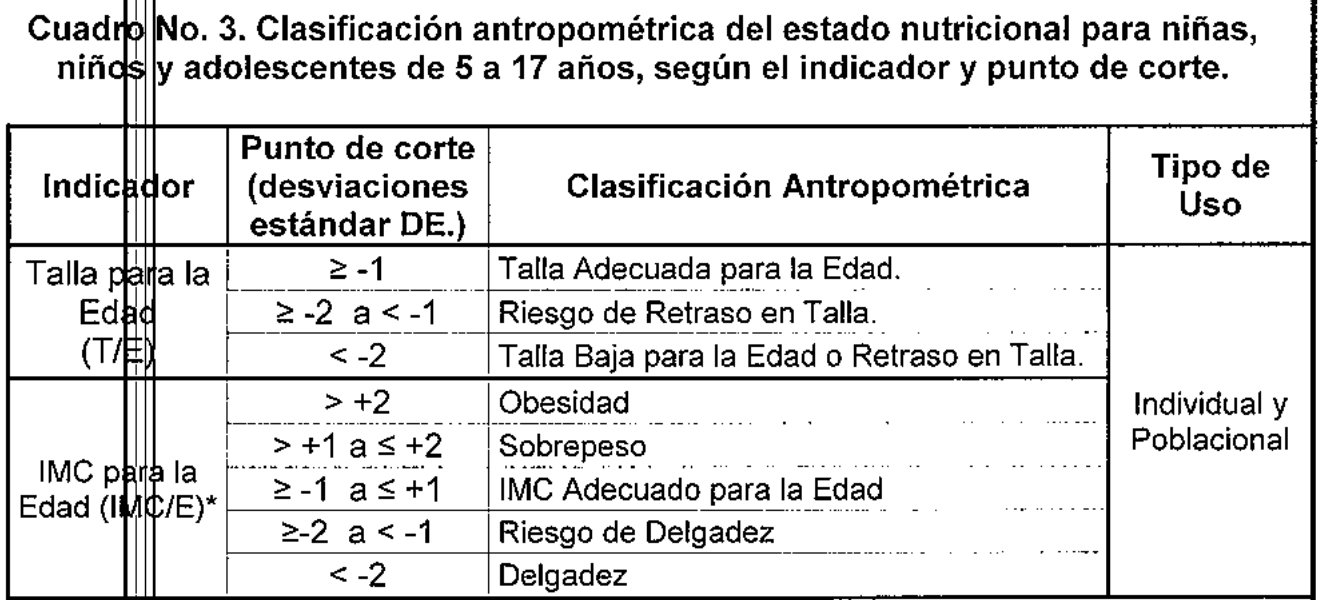 Cuadro No. 3. Clasificación antropométrica del estado nutricional para niñas,
niños y adolescentes de 5 a 17 años, según el indicador y punto de corte.
Indicador
Punto de corte
(desviaciones
estándar DE.)
Clasificación Antropométrica
Tipo de
Uso
Talla para la
Edad
(T/E)
≥ -1
Talla Adecuada para la Edad.
≥ -2 a < -1
Riesgo de Retraso en Talla.
< -2
Talla Baja para la Edad o Retraso en Talla.
IMC para la
Edad (IMC/E)*
> +2
Obesidad
> +1 a ≤ +2
Sobrepeso
≥ -1 a ≤ +1
IMC Adecuado para la Edad
≥-2 a < -1
Riesgo de Delgadez
< -2
Delgadez
Individual y
Poblacional